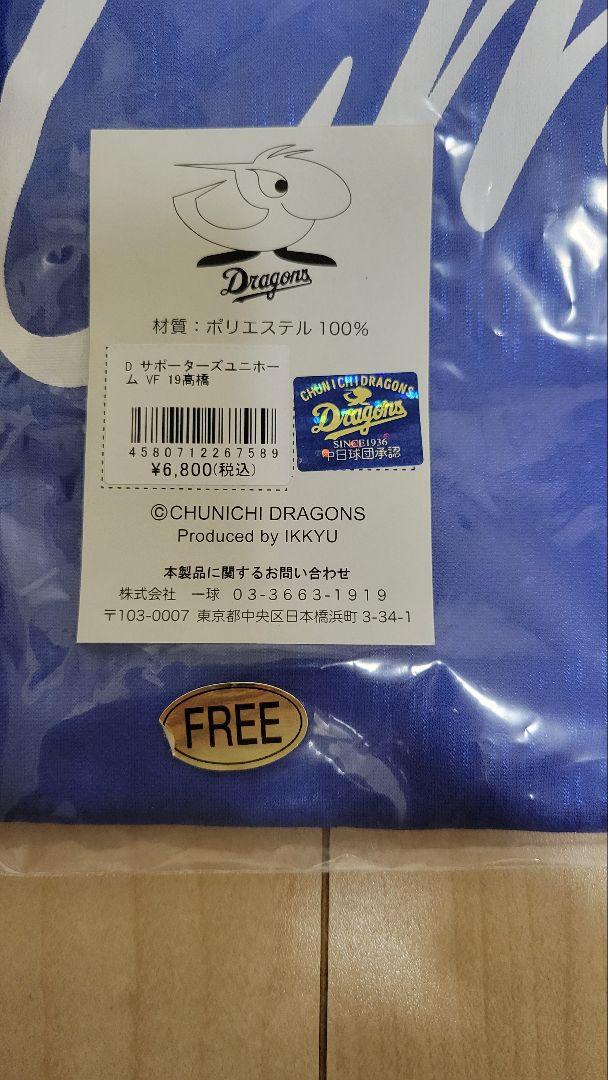 Dragons
材質：ポリエステル 100%
D サポーターズユニホー
ム VF 19高橋
4580712267589
¥6,800(税込)
CHUNICHI DRAGONS
Dragons
SINCE1936
中日球団承認
©CHUNICHI DRAGONS
Produced by IKKYU
本製品に関するお問い合わせ
株式会社 一球 03-3663-1919
〒103-0007 東京都中央区日本橋浜町 3-34-1
FREE